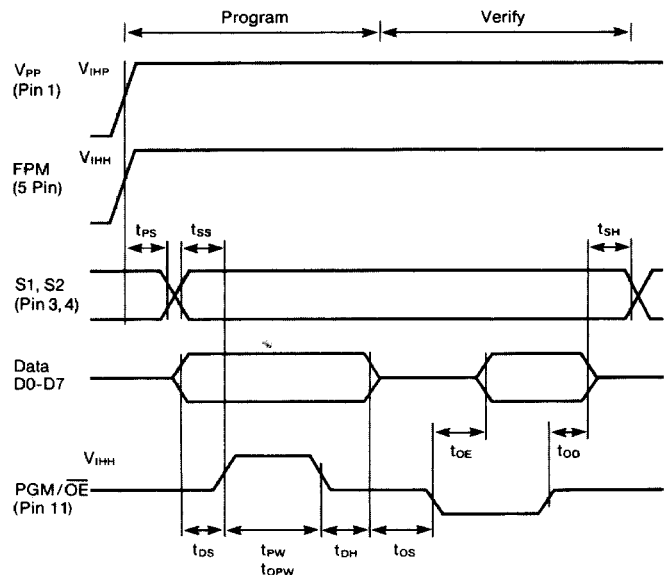 Program Verify
VPP
(Pin 1)
VIHP
FPM
(5 Pin)
VIHH
tPS tSS tSH
S1, S2
(Pin 3, 4)
Data
D0-D7
tOE tOD
VIHH
PGM/OE
(Pin 11)
tDS tPW tDH tOS
tOPW